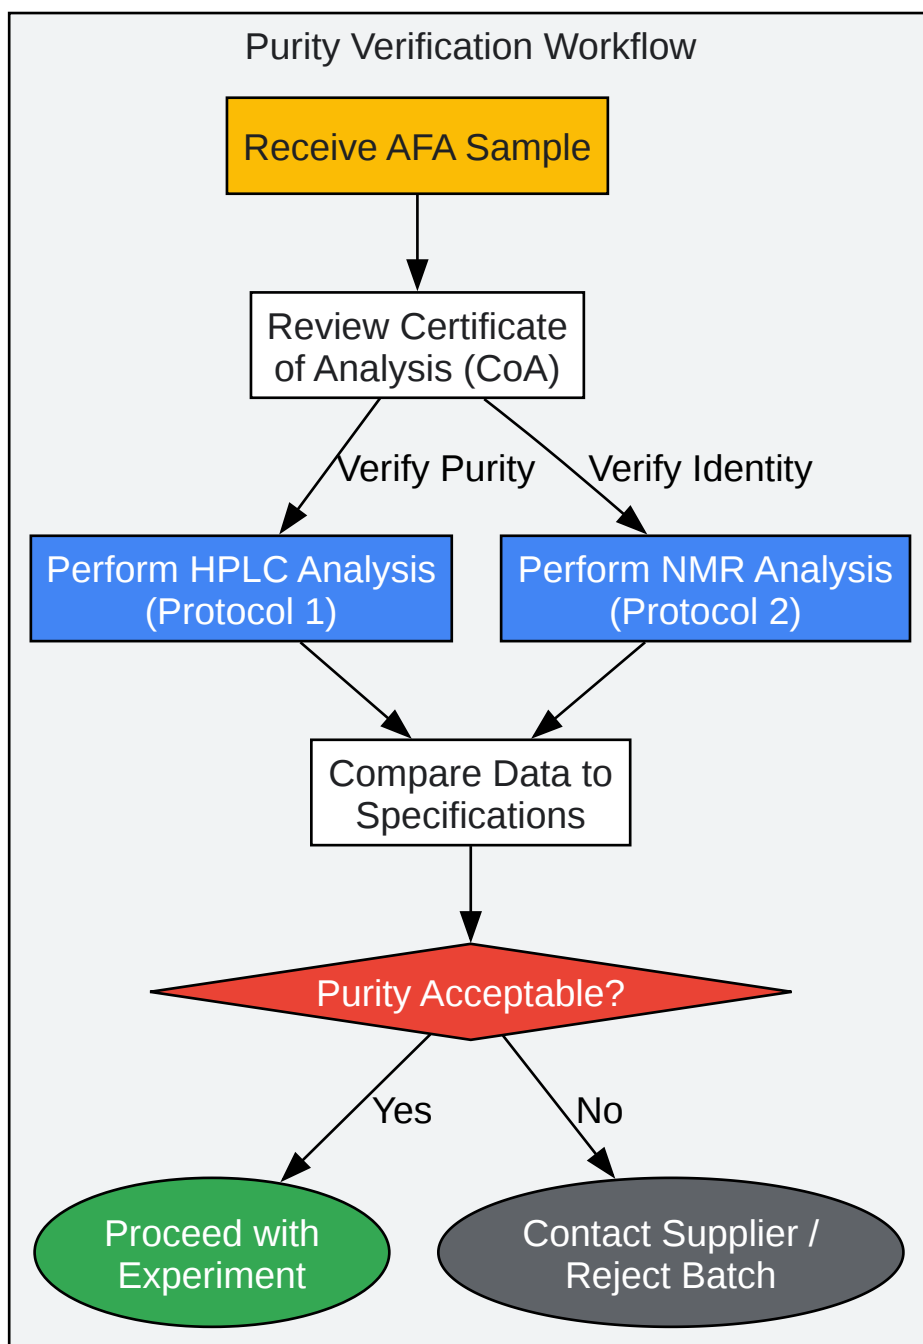 Purity Verification Workflow
Receive AFA Sample
Review Certificate
of Analysis (CoA)
Verify Purity
Verify Identity
Perform HPLC Analysis
(Protocol 1)
Perform NMR Analysis
(Protocol 2)
Compare Data to
Specifications
Purity Acceptable?
Yes
No
Proceed with
Experiment
Contact Supplier /
Reject Batch